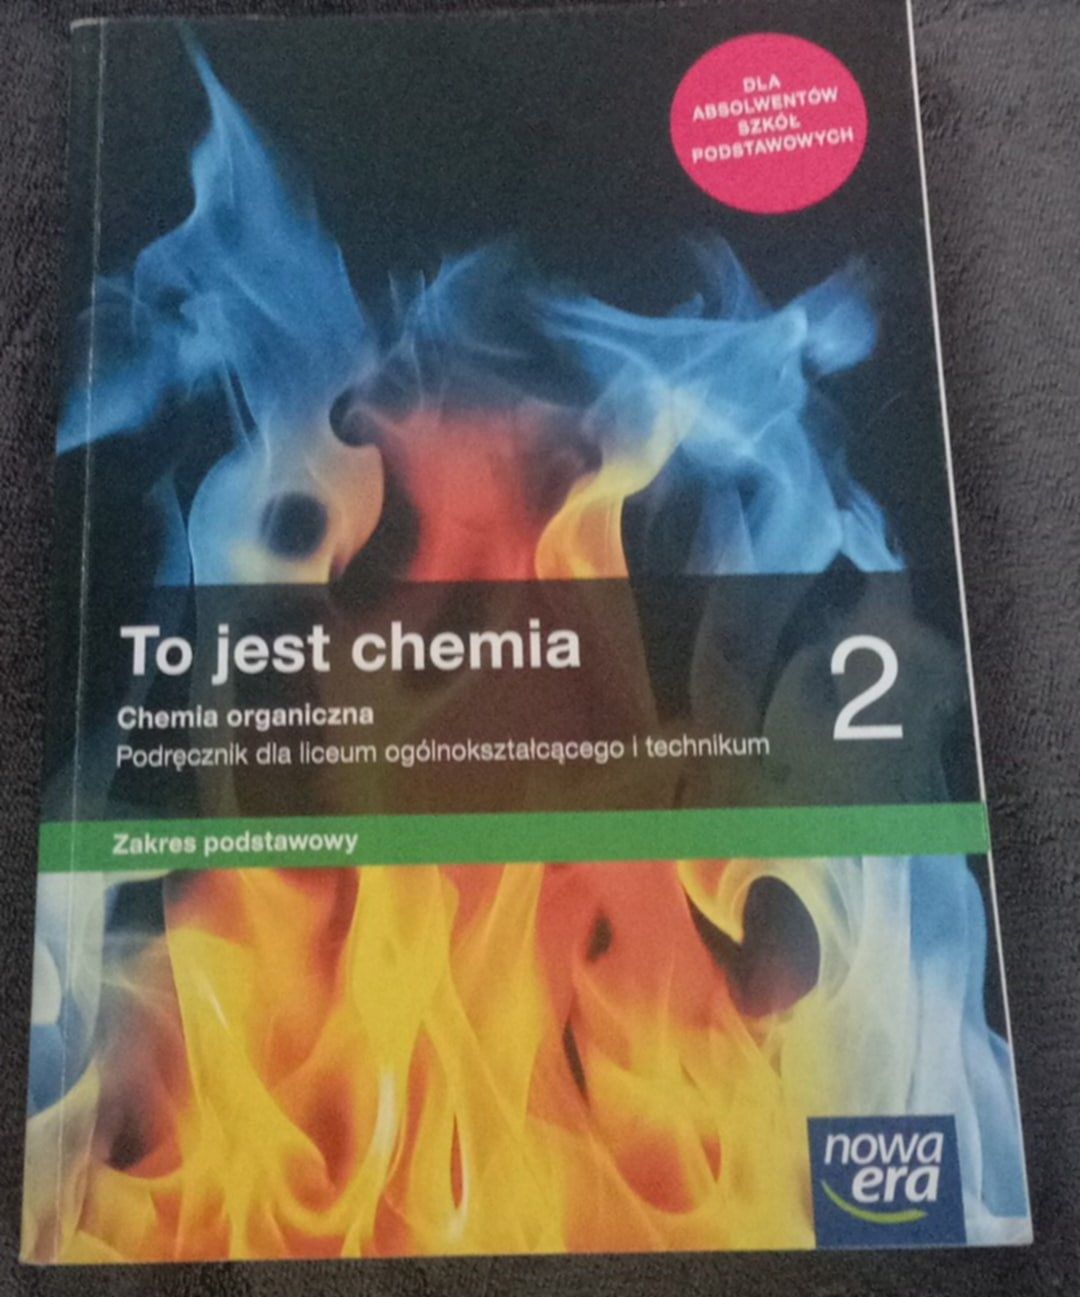 DLA
ABSOLWENTÓW
SZKÓŁ
PODSTAWOWYCH
To jest chemia
2
Chemia organiczna
Podręcznik dla liceum ogólnokształcącego i technikum
Zakres podstawowy
nowa
era